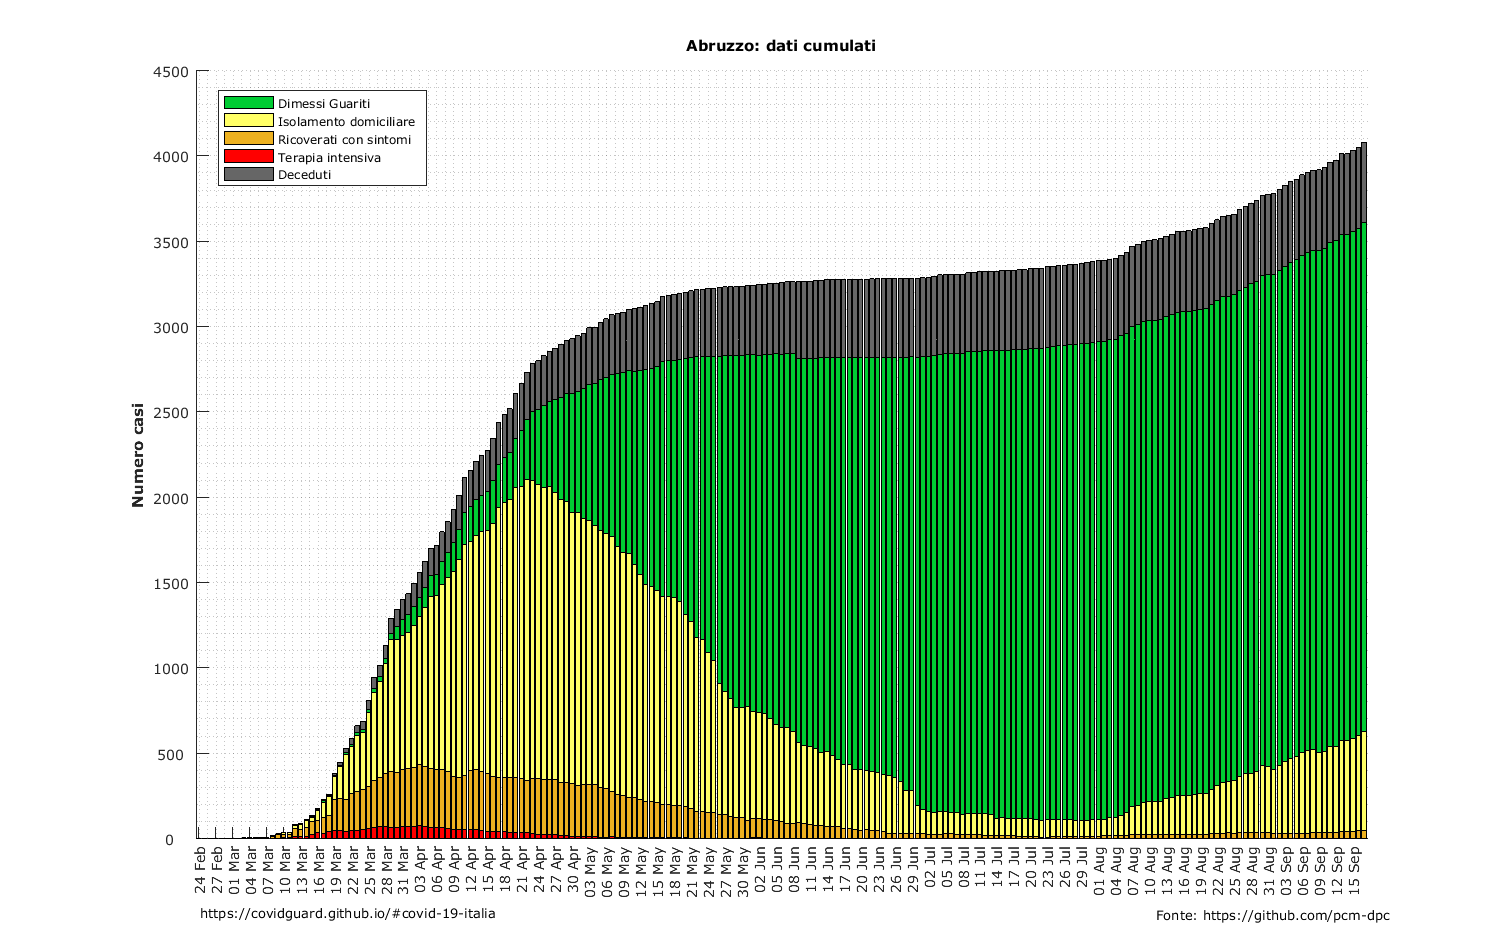 Abruzzo: dati cumulati
4500
4000
3500
3000
2500
2000
1500
1000
500
0
Numero casi
Dimessi Guariti
Isolamento domiciliare
Ricoverati con sintomi
Terapia intensiva
Deceduti
24 Feb
27 Feb
01 Mar
04 Mar
07 Mar
10 Mar
13 Mar
16 Mar
19 Mar
22 Mar
25 Mar
28 Mar
31 Mar
03 Apr
06 Apr
09 Apr
12 Apr
15 Apr
18 Apr
21 Apr
24 Apr
27 Apr
30 Apr
03 May
06 May
09 May
12 May
15 May
18 May
21 May
24 May
27 May
30 May
02 Jun
05 Jun
08 Jun
11 Jun
14 Jun
17 Jun
20 Jun
23 Jun
26 Jun
29 Jun
02 Jul
05 Jul
08 Jul
11 Jul
14 Jul
17 Jul
20 Jul
23 Jul
26 Jul
29 Jul
01 Aug
04 Aug
07 Aug
10 Aug
13 Aug
16 Aug
19 Aug
22 Aug
25 Aug
28 Aug
31 Aug
03 Sep
06 Sep
09 Sep
12 Sep
15 Sep
https://covidguard.github.io/#covid-19-italia
Fonte: https://github.com/pcm-dpc